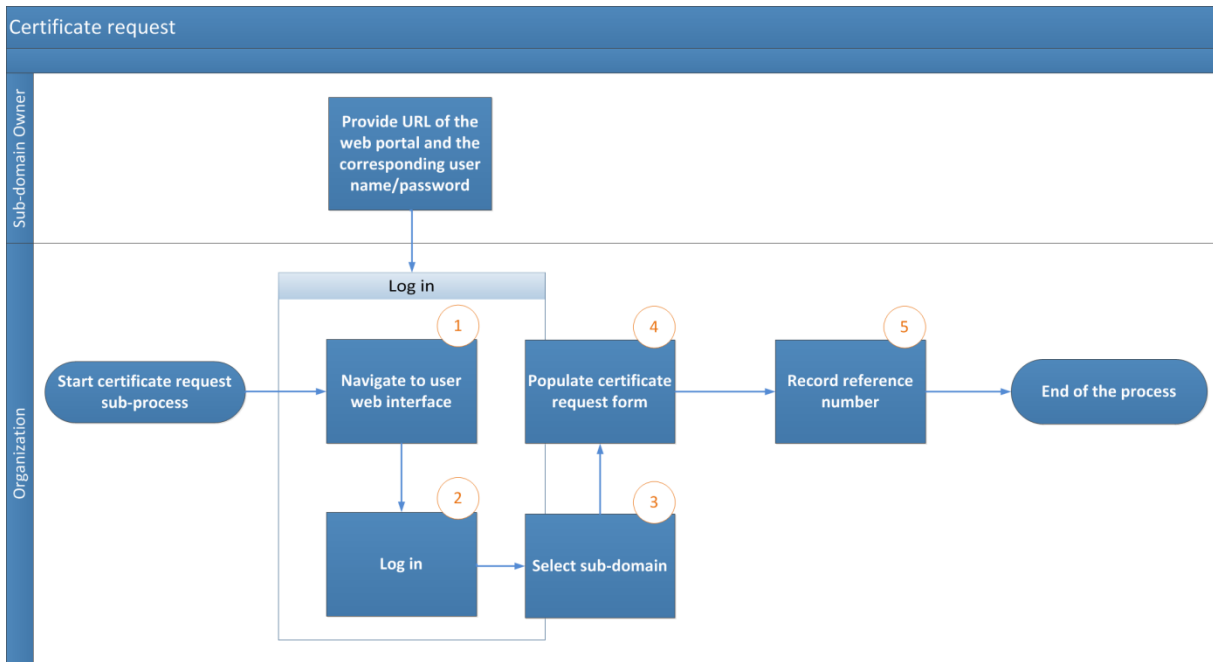 Certificate request
Sub-domain Owner
Provide URL of the
web portal and the
corresponding user
name/password
Organization
Log in
Start certificate request
sub-process
1
Navigate to user
web interface
2
Log in
3
Select sub-domain
4
Populate certificate
request form
5
Record reference
number
End of the process